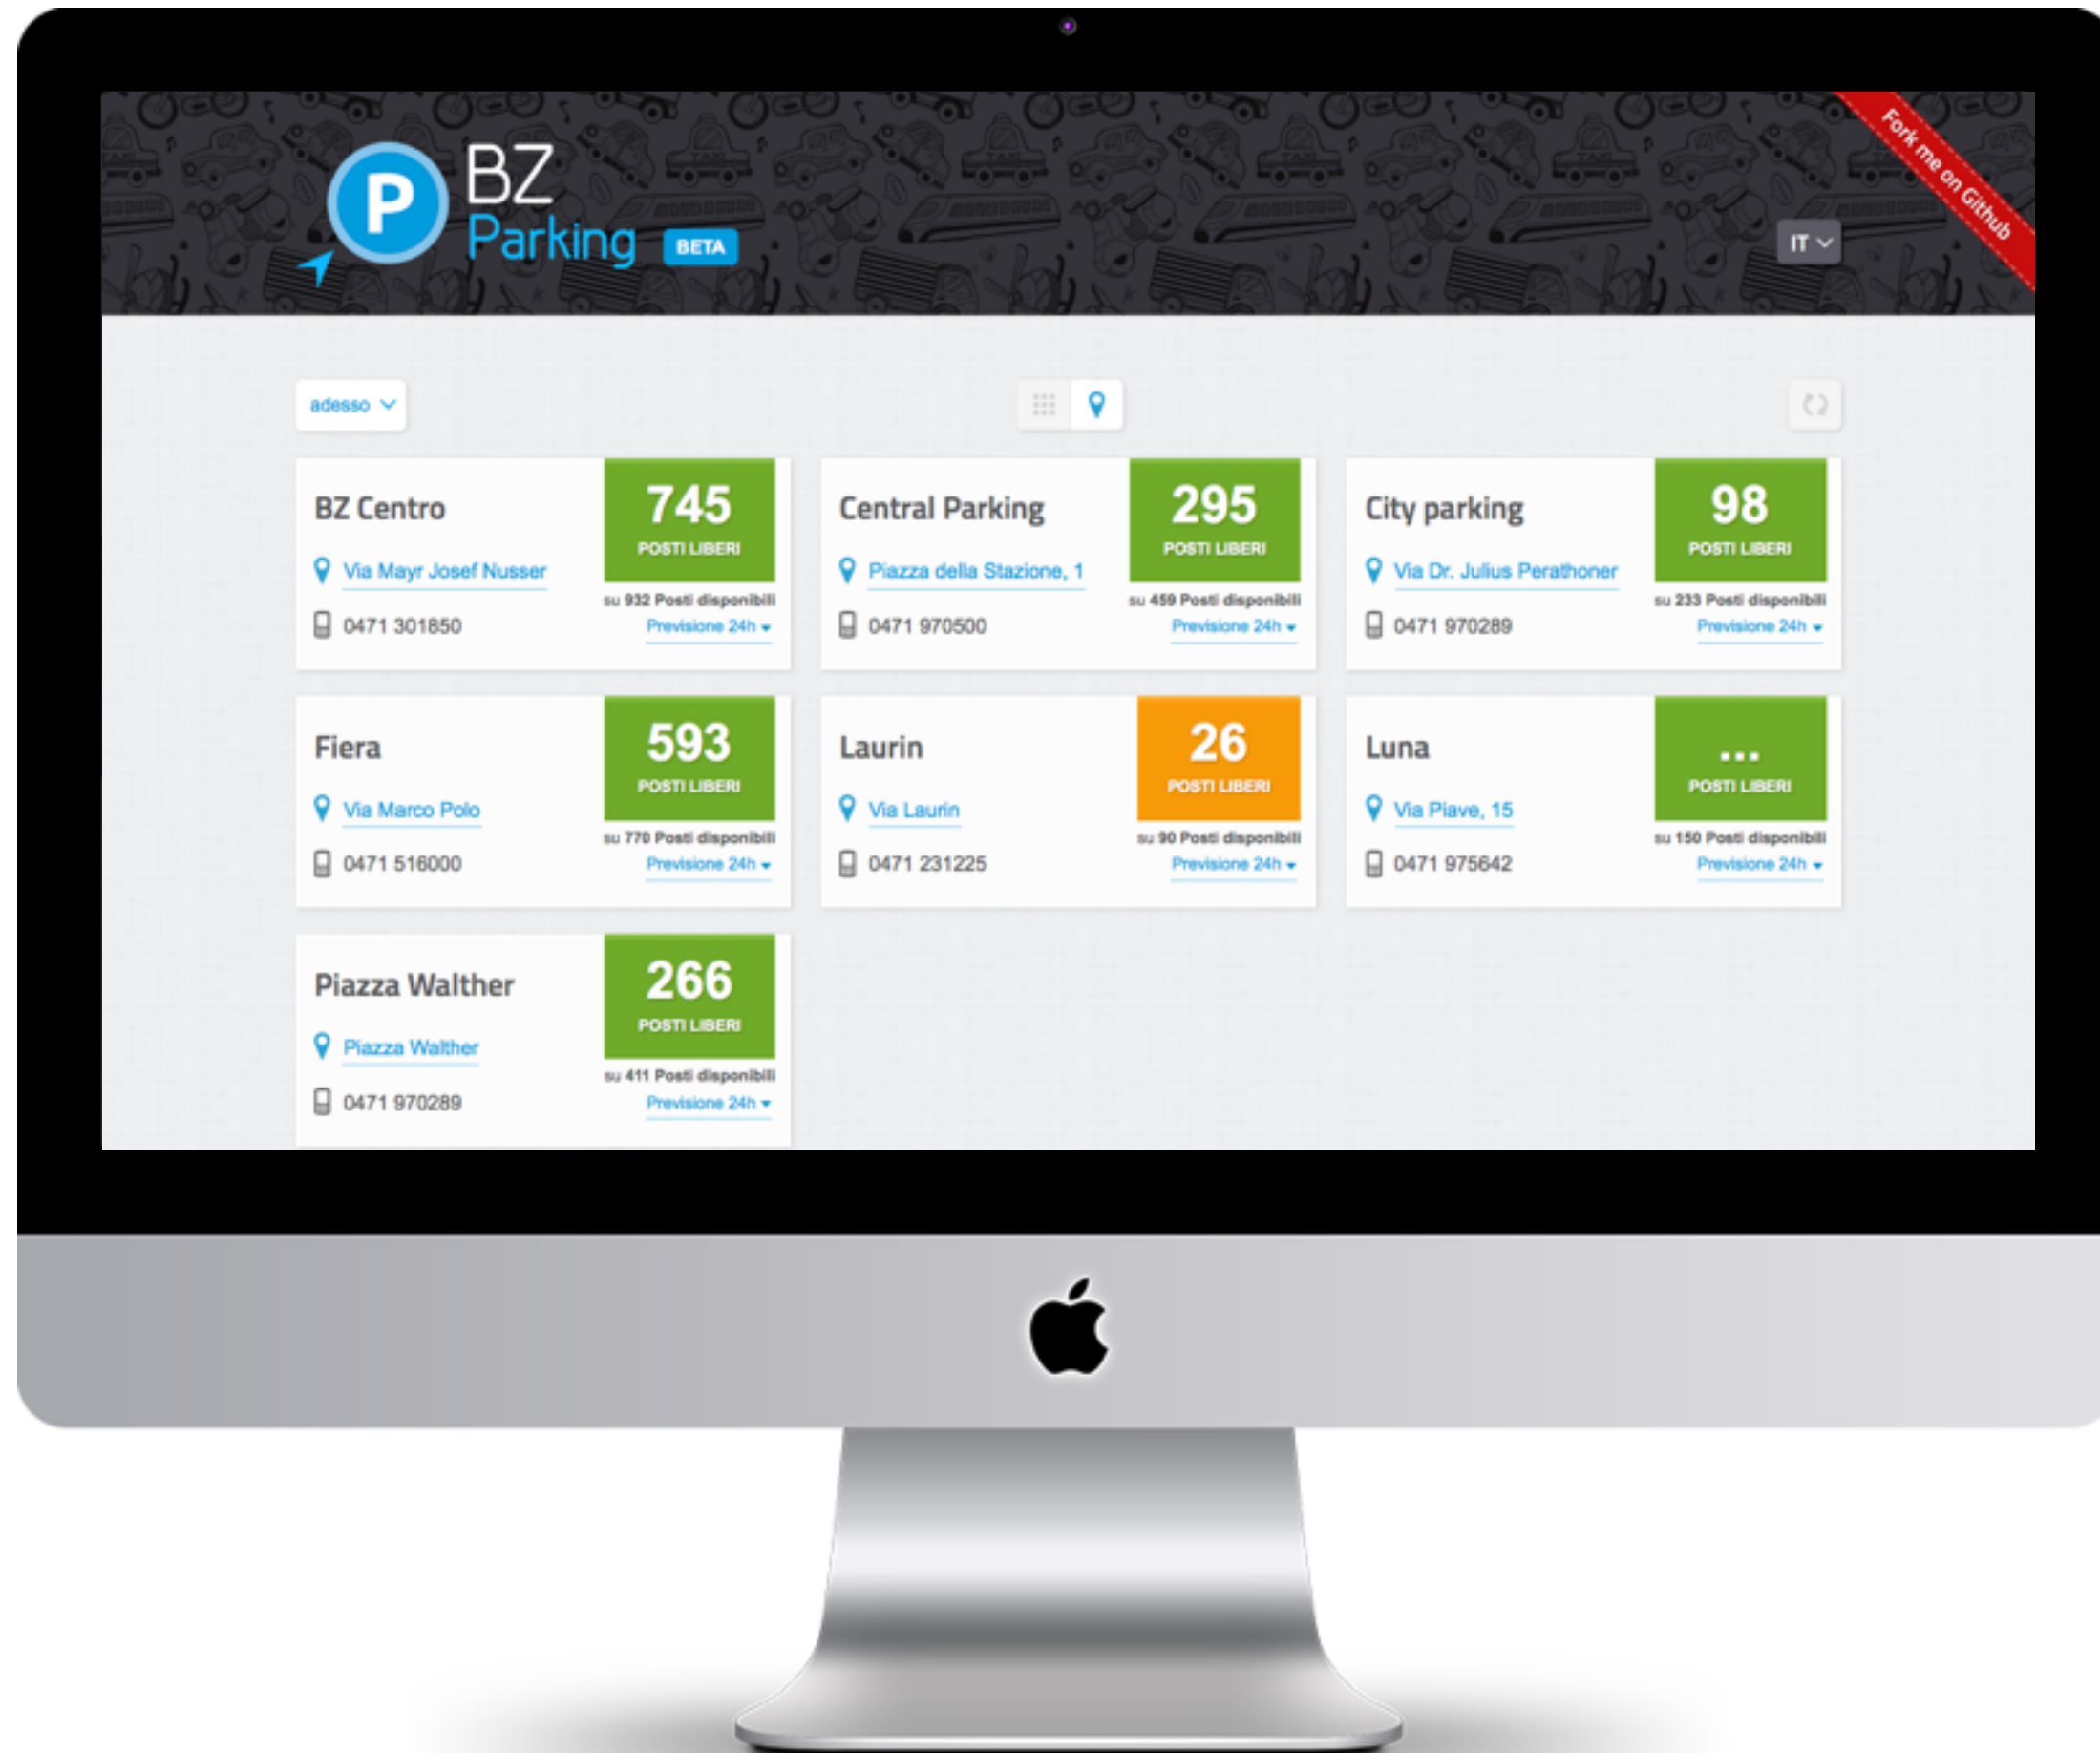 P
BZ
Parking
BETA
Fork me on Github
IT
adesso
BZ Centro
745
POSTI LIBERI
Via Mayr Josef Nusser
su 932 Posti disponibili
0471 301850
Previsione 24h
Central Parking
295
POSTI LIBERI
Piazza della Stazione, 1
su 459 Posti disponibili
0471 970500
Previsione 24h
City parking
98
POSTI LIBERI
Via Dr. Julius Perathoner
su 233 Posti disponibili
0471 970289
Previsione 24h
Fiera
593
POSTI LIBERI
Via Marco Polo
su 770 Posti disponibili
0471 516000
Previsione 24h
Laurin
26
POSTI LIBERI
Via Laurin
su 90 Posti disponibili
0471 231225
Previsione 24h
Luna
...
POSTI LIBERI
Via Piave, 15
su 150 Posti disponibili
0471 975642
Previsione 24h
Piazza Walther
266
POSTI LIBERI
Piazza Walther
su 411 Posti disponibili
0471 970289
Previsione 24h